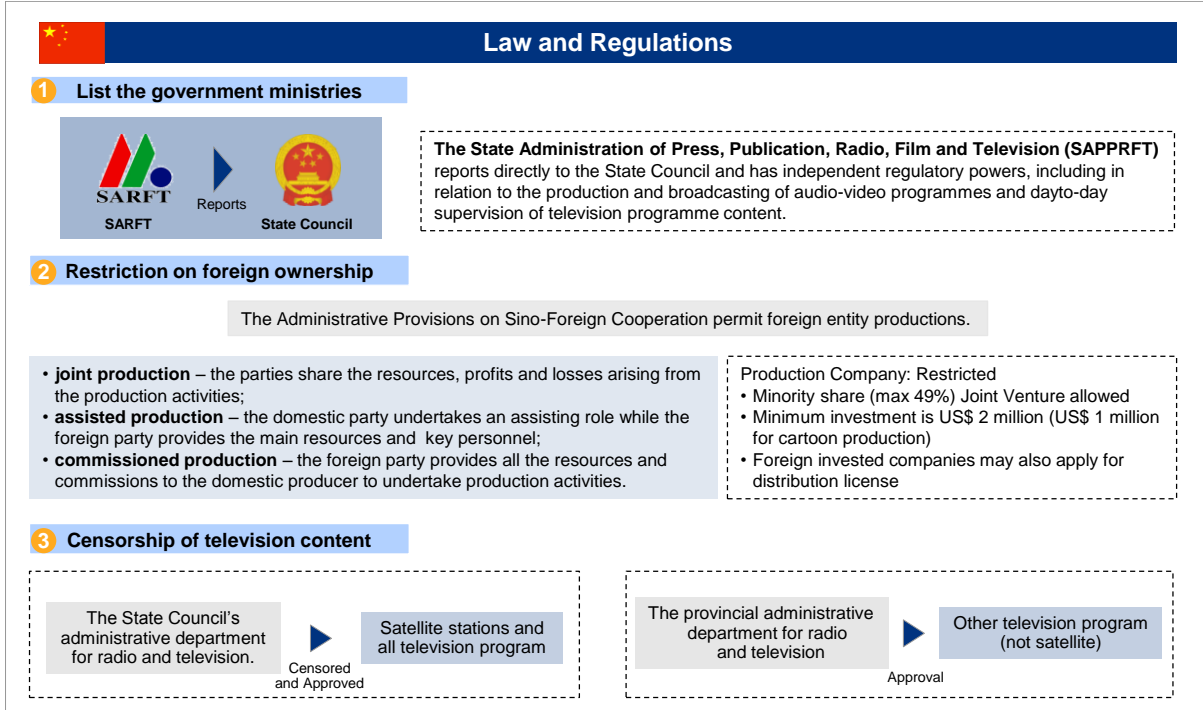 Law and Regulations
1 List the government ministries
SARFT
Reports
SARFT
State Council
The State Administration of Press, Publication, Radio, Film and Television (SAPPRFT)
reports directly to the State Council and has independent regulatory powers, including in
relation to the production and broadcasting of audio-video programmes and dayto-day
supervision of television programme content.
2 Restriction on foreign ownership
The Administrative Provisions on Sino-Foreign Cooperation permit foreign entity productions.
• joint production – the parties share the resources, profits and losses arising from
the production activities;
• assisted production – the domestic party undertakes an assisting role while the
foreign party provides the main resources and key personnel;
• commissioned production – the foreign party provides all the resources and
commissions to the domestic producer to undertake production activities.
Production Company: Restricted
• Minority share (max 49%) Joint Venture allowed
• Minimum investment is US$ 2 million (US$ 1 million
for cartoon production)
• Foreign invested companies may also apply for
distribution license
3 Censorship of television content
The State Council's
administrative department
for radio and television.
Censored
and Approved
Satellite stations and
all television program
The provincial administrative
department for radio
and television
Approval
Other television program
(not satellite)